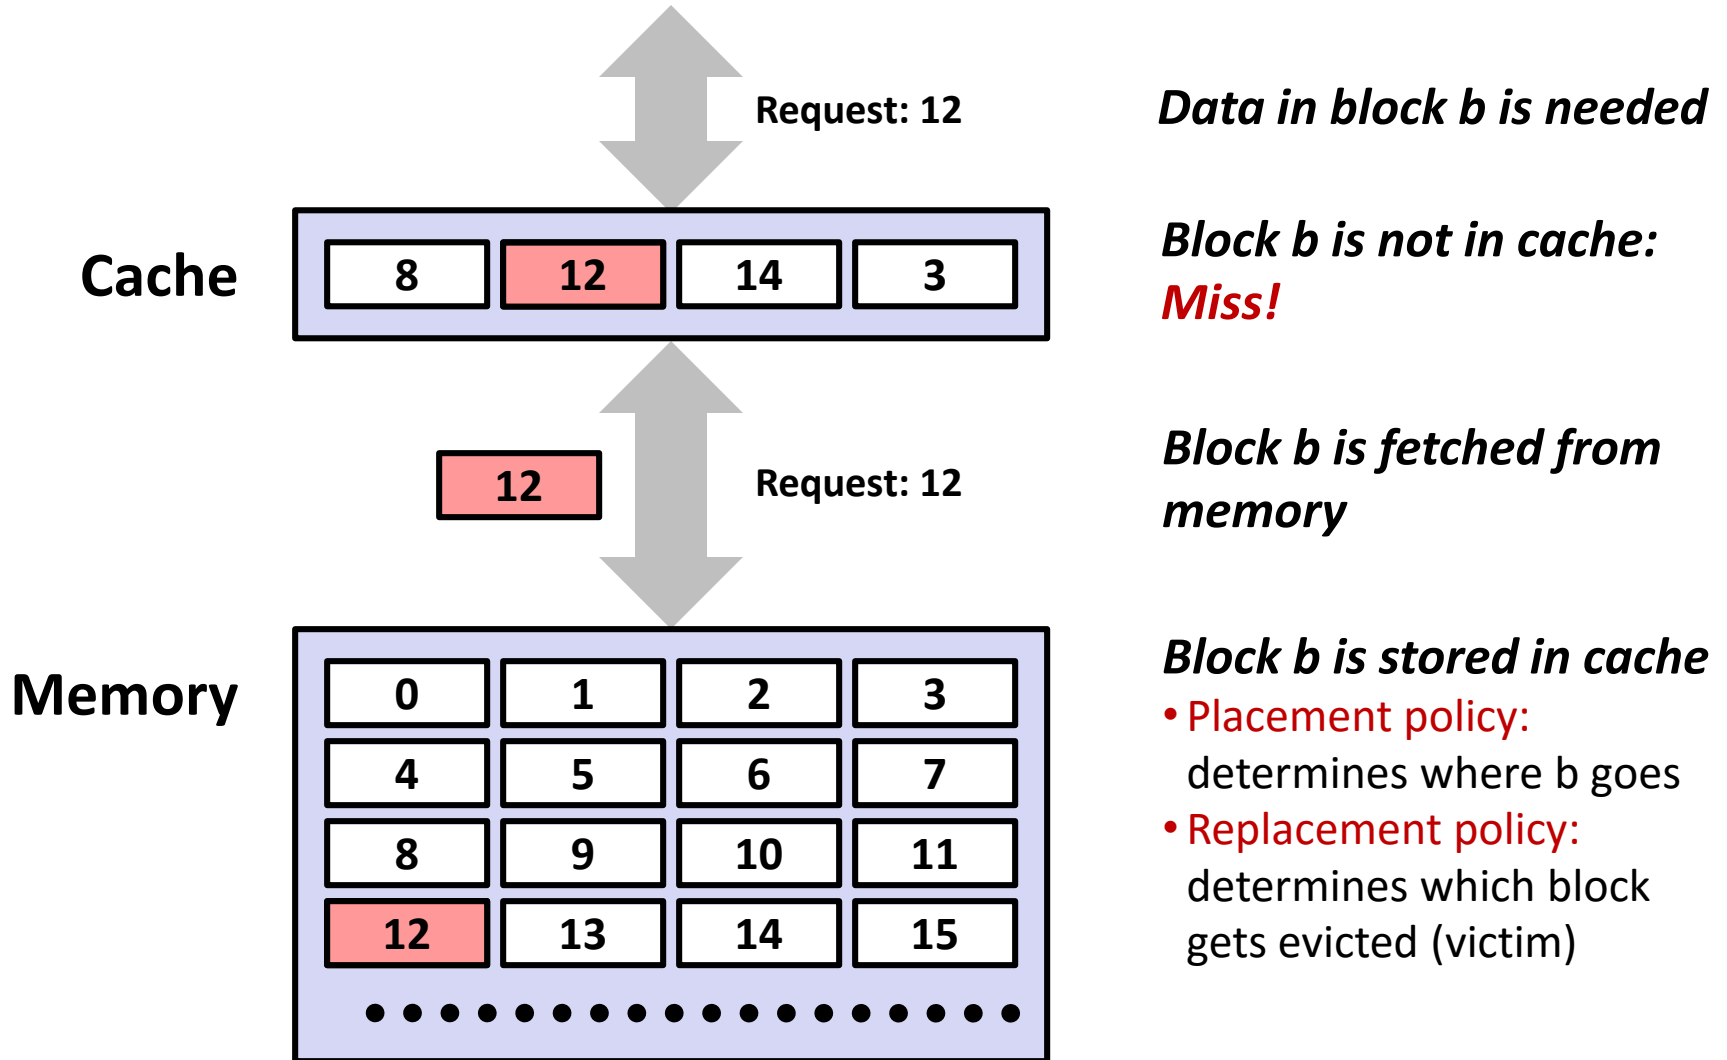 Request: 12
Data in block b is needed
Cache
8 12 14 3
Block b is not in cache:
Miss!
12
Request: 12
Block b is fetched from
memory
Memory
0 1 2 3
4 5 6 7
8 9 10 11
12 13 14 15
Block b is stored in cache
• Placement policy:
determines where b goes
• Replacement policy:
determines which block
gets evicted (victim)